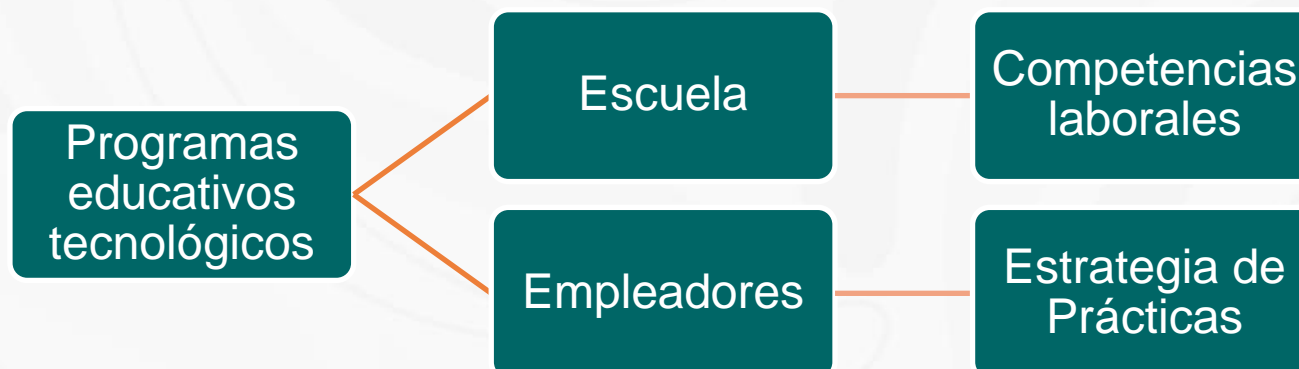 Programas
educativos
tecnológicos
Escuela
Competencias
laborales
Empleadores
Estrategia de
Prácticas